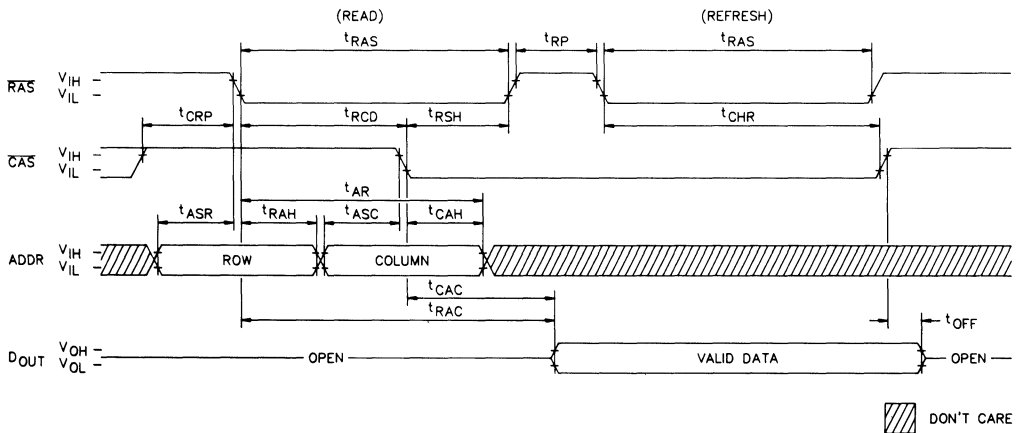 (READ) (REFRESH)
tRAS tRP tRAS
RAS VIH
VIL
tCRP tRCD tRSH tCHR
CAS VIH
VIL
tAR
tASR tRAH tASC tCAH
ADDR VIH
VIL
ROW COLUMN
tCAC
tRAC
tOFF
DOUT VOH
VOL
OPEN VALID DATA OPEN
DON'T CARE